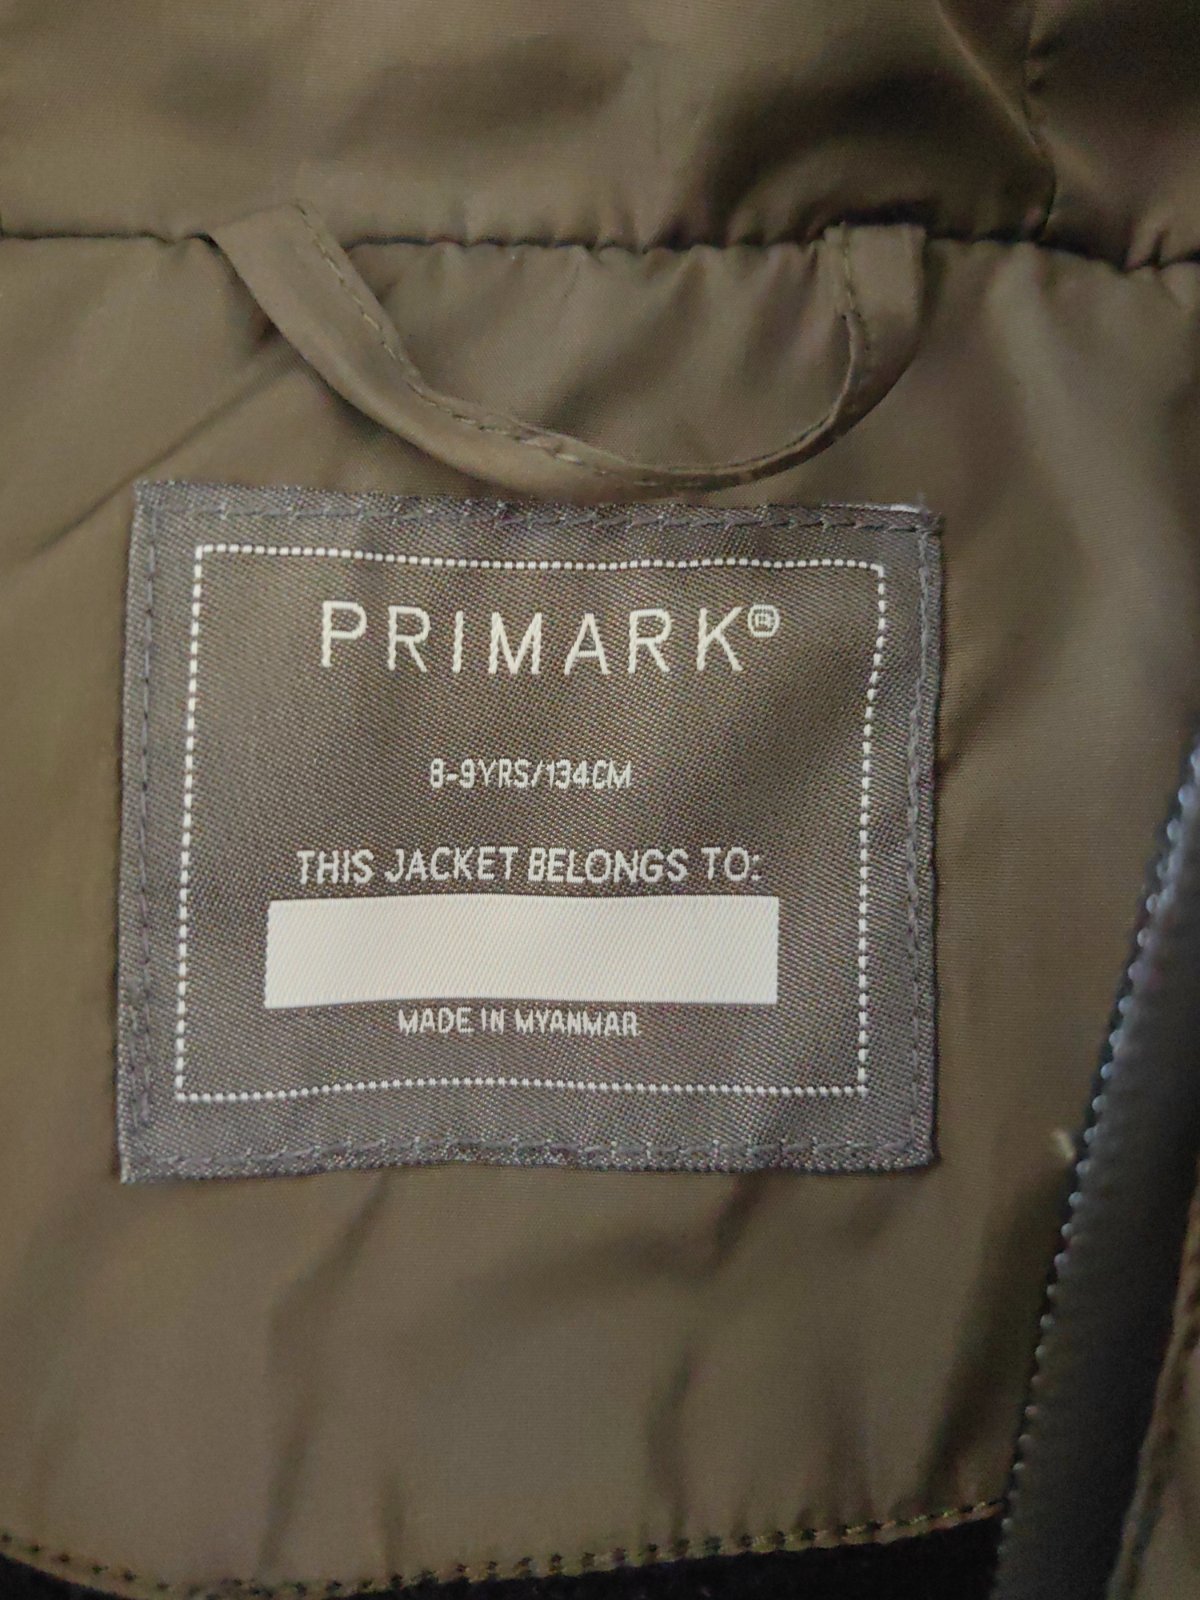 PRIMARK®
8-9YRS/134CM
THIS JACKET BELONGS TO:
MADE IN MYANMAR